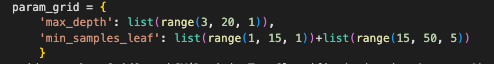 param_grid = {
    'max_depth': list(range(3, 20, 1)),
    'min_samples_leaf': list(range(1, 15, 1))+list(range(15, 50, 5))
    }